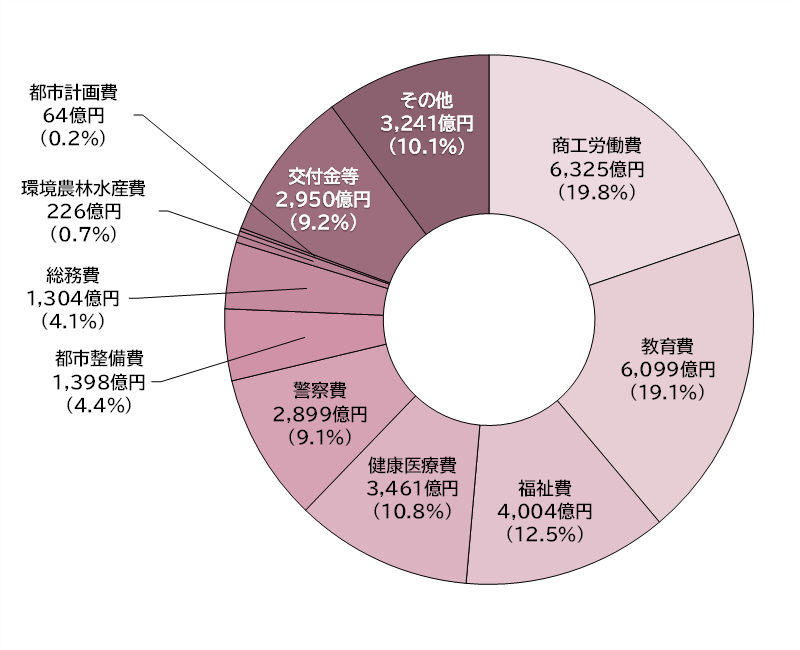 その他
3,241億円
（10.1%）
商工労働費
6,325億円
（19.8%）
教育費
6,099億円
（19.1%）
福祉費
4,004億円
（12.5%）
健康医療費
3,461億円
（10.8%）
警察費
2,899億円
（9.1%）
都市整備費
1,398億円
（4.4%）
総務費
1,304億円
（4.1%）
環境農林水産費
226億円
（0.7%）
都市計画費
64億円
（0.2%）
交付金等
2,950億円
（9.2%）